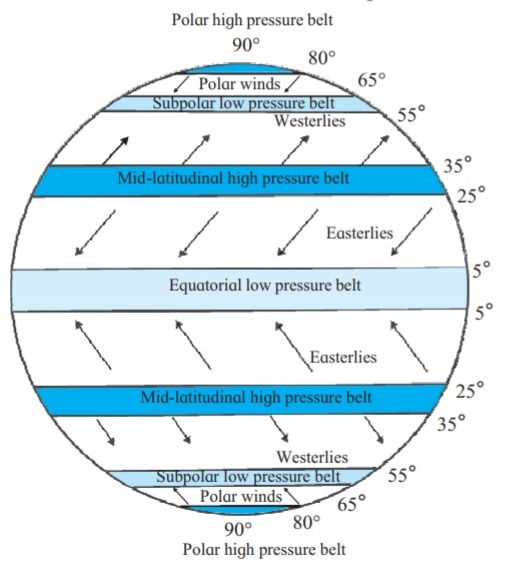 Polar high pressure belt
90°
80°
Polar winds
65°
Subpolar low pressure belt
55°
Westerlies
35°
Mid-latitudinal high pressure belt
25°
Easterlies
5°
Equatorial low pressure belt
5°
Easterlies
25°
Mid-latitudinal high pressure belt
35°
Westerlies
55°
Subpolar low pressure belt
65°
Polar winds
80°
90°
Polar high pressure belt